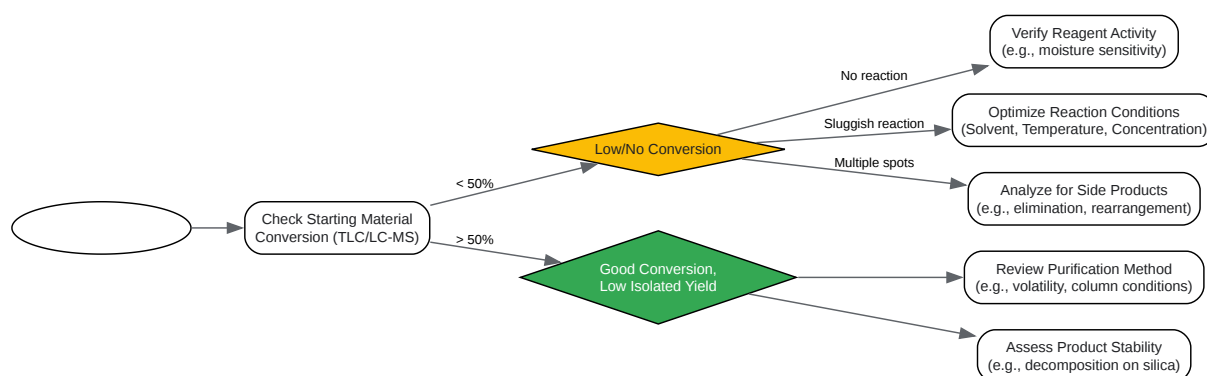 Check Starting Material
Conversion (TLC/LC-MS)
< 50%
> 50%
Low/No Conversion
No reaction
Sluggish reaction
Multiple spots
Verify Reagent Activity
(e.g., moisture sensitivity)
Optimize Reaction Conditions
(Solvent, Temperature, Concentration)
Analyze for Side Products
(e.g., elimination, rearrangement)
Good Conversion,
Low Isolated Yield
Review Purification Method
(e.g., volatility, column conditions)
Assess Product Stability
(e.g., decomposition on silica)